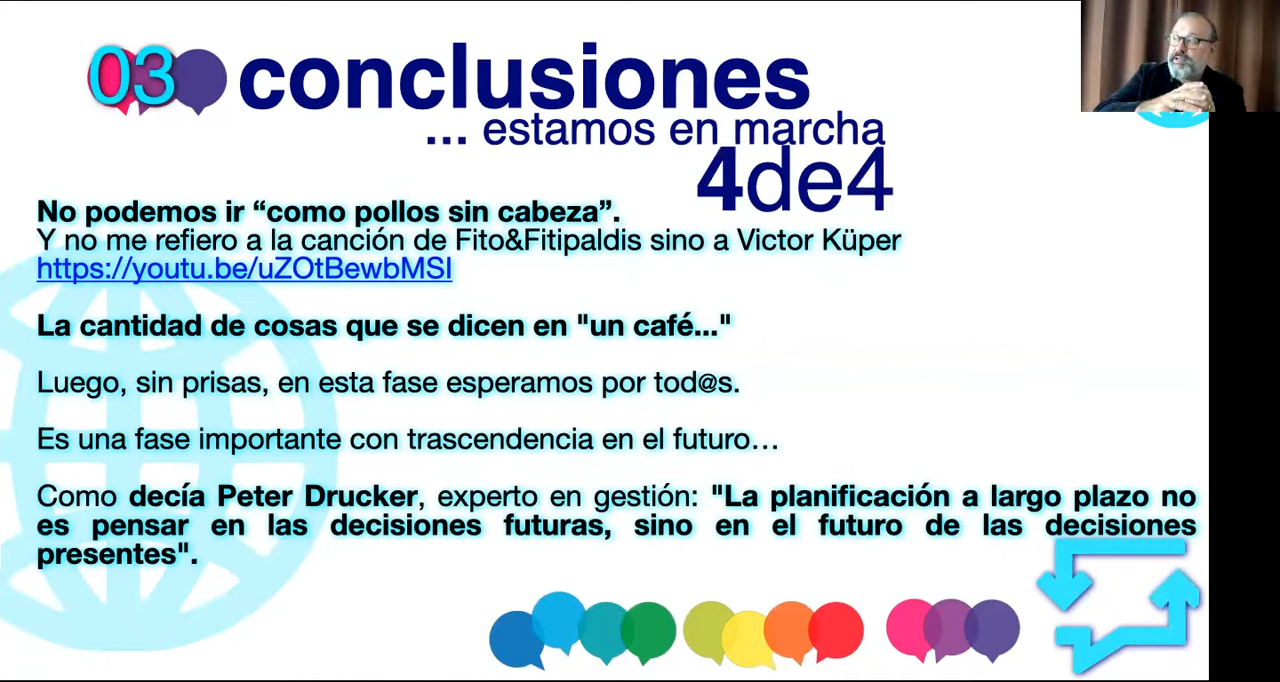 03 conclusiones
... estamos en marcha
4de4
No podemos ir “como pollos sin cabeza”.
Y no me refiero a la canción de Fito&Fitipaldis sino a Victor Küper
https://youtu.be/uZOtBewbMSI
La cantidad de cosas que se dicen en "un café..."
Luego, sin prisas, en esta fase esperamos por tod@s.
Es una fase importante con trascendencia en el futuro…
Como decía Peter Drucker, experto en gestión: "La planificación a largo plazo no
es pensar en las decisiones futuras, sino en el futuro de las decisiones
presentes".